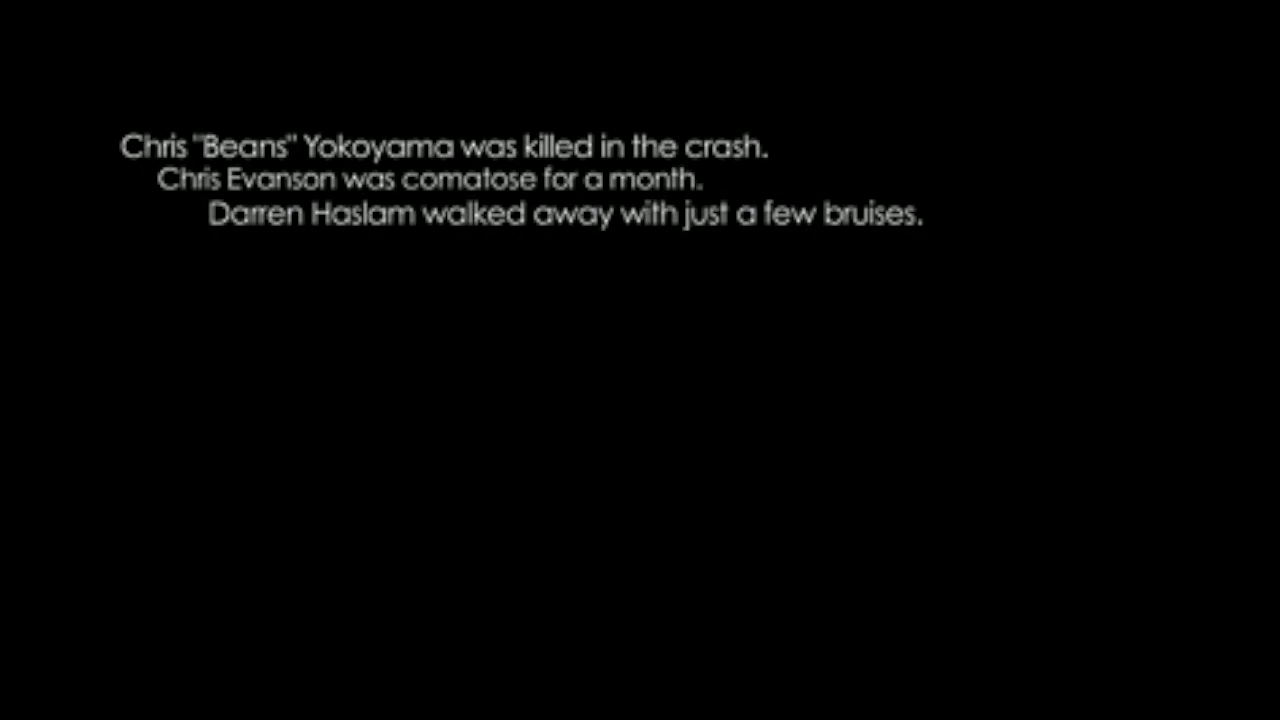 Chris "Beans" Yokoyama was killed in the crash.
Chris Evanson was comatose for a month.
Darren Haslam walked away with just a few bruises.